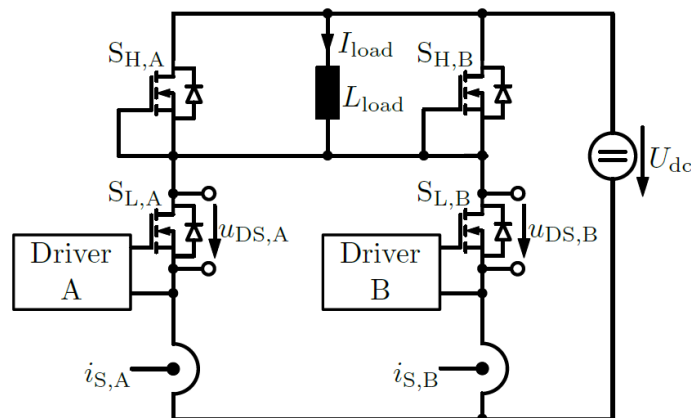 S_H,A
I_load
S_H,B
L_load
U_dc
S_L,A
S_L,B
u_DS,A
u_DS,B
Driver
A
Driver
B
i_S,A
i_S,B